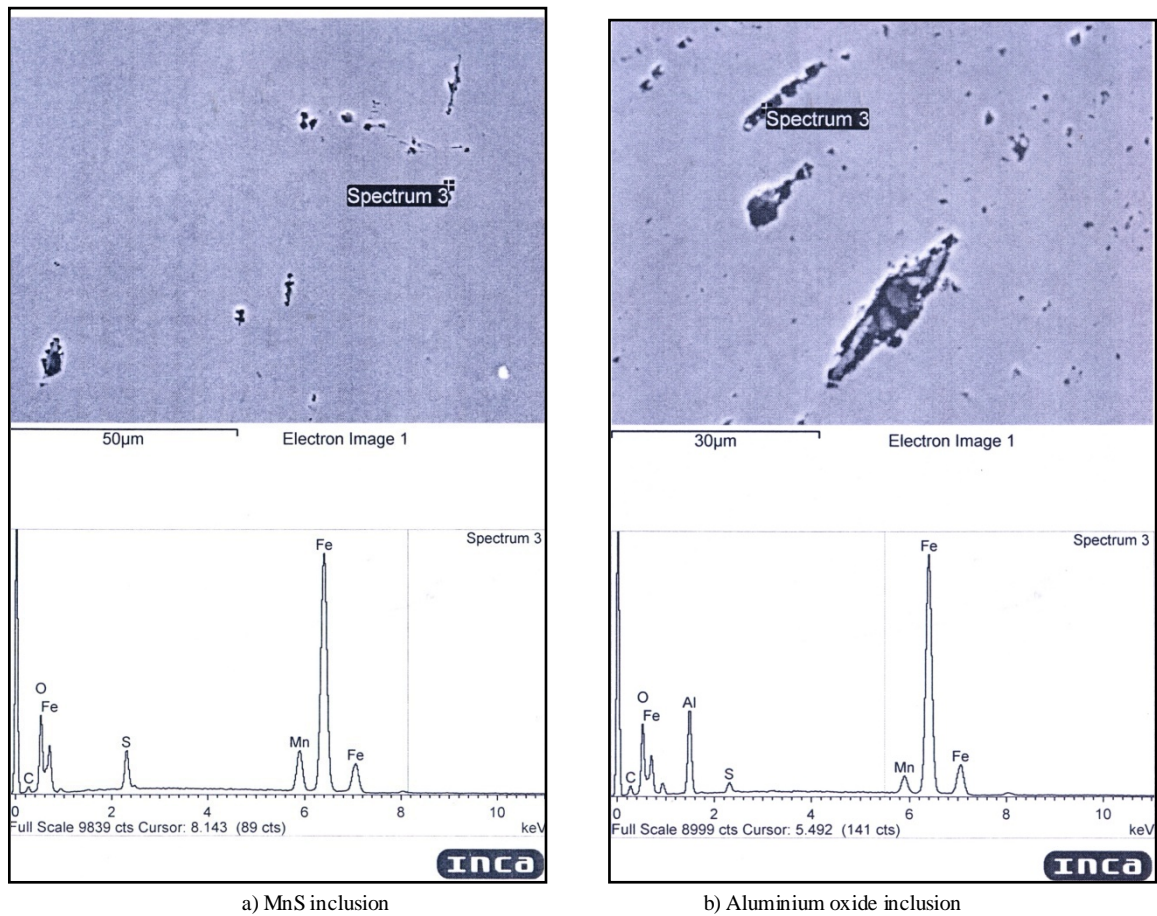 Spectrum 3
50µm
Electron Image 1
Spectrum 3
Fe
O
Fe
S
Mn
Fe
C
0 2 4 6 8 10
Full Scale 9839 cts Cursor: 8.143 (89 cts)
keV
INCA
a) MnS inclusion
Spectrum 3
30µm
Electron Image 1
Spectrum 3
Fe
O
Al
Fe
Mn
Fe
C
S
0 2 4 6 8 10
Full Scale 8999 cts Cursor: 5.492 (141 cts)
keV
INCA
b) Aluminium oxide inclusion